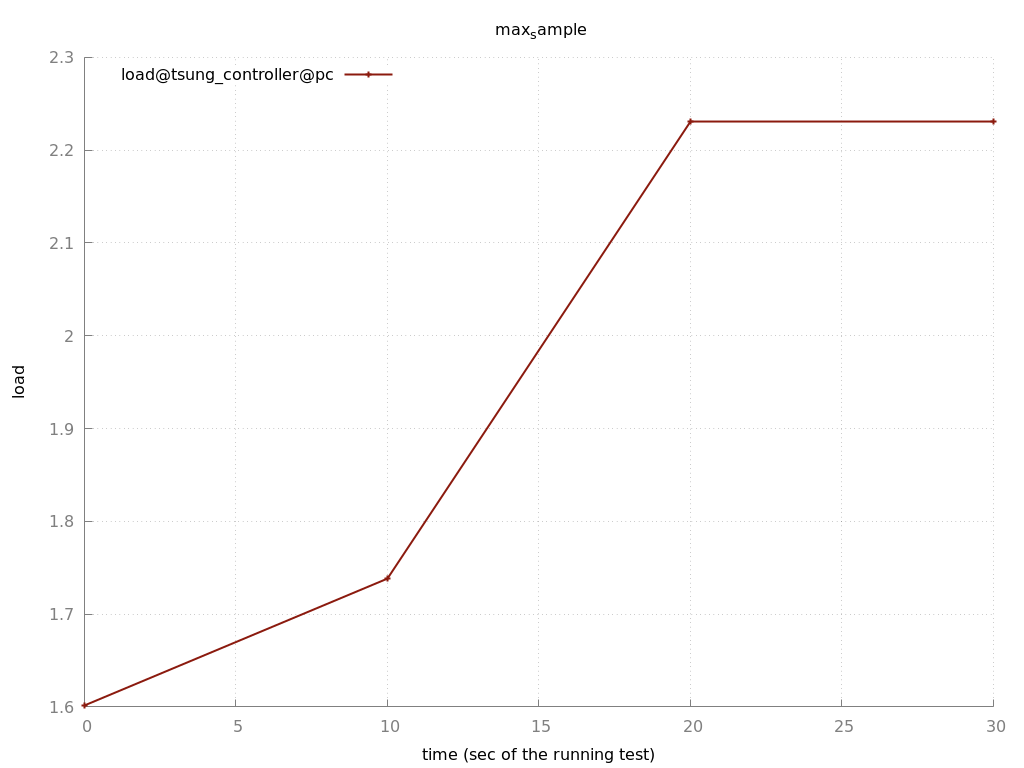 maxsample
load@tsung_controller@pc
2.3
2.2
2.1
2
1.9
1.8
1.7
1.6
load
0 5 10 15 20 25 30
time (sec of the running test)